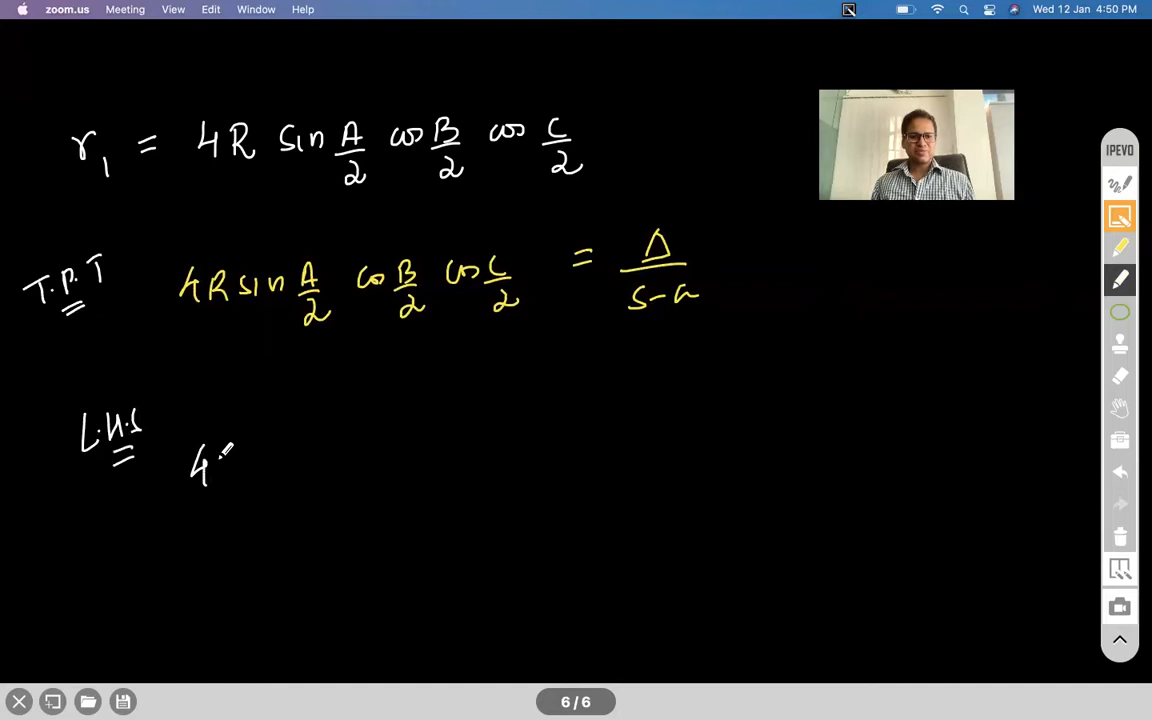 zoom.us Meeting View Edit Window Help Wed 12 Jan 4:50 PM
r₁ = 4R sin A/2 cos B/2 cos C/2
IPEVO
T.P.T 4R sin A/2 cos B/2 cos C/2 = Δ/s-a
L.H.S
4
6 / 6